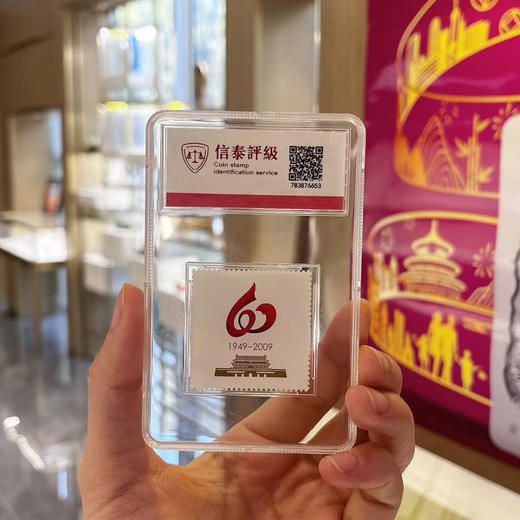 信泰評級
Coin stamp
identification service
783876653
60
1949-2009